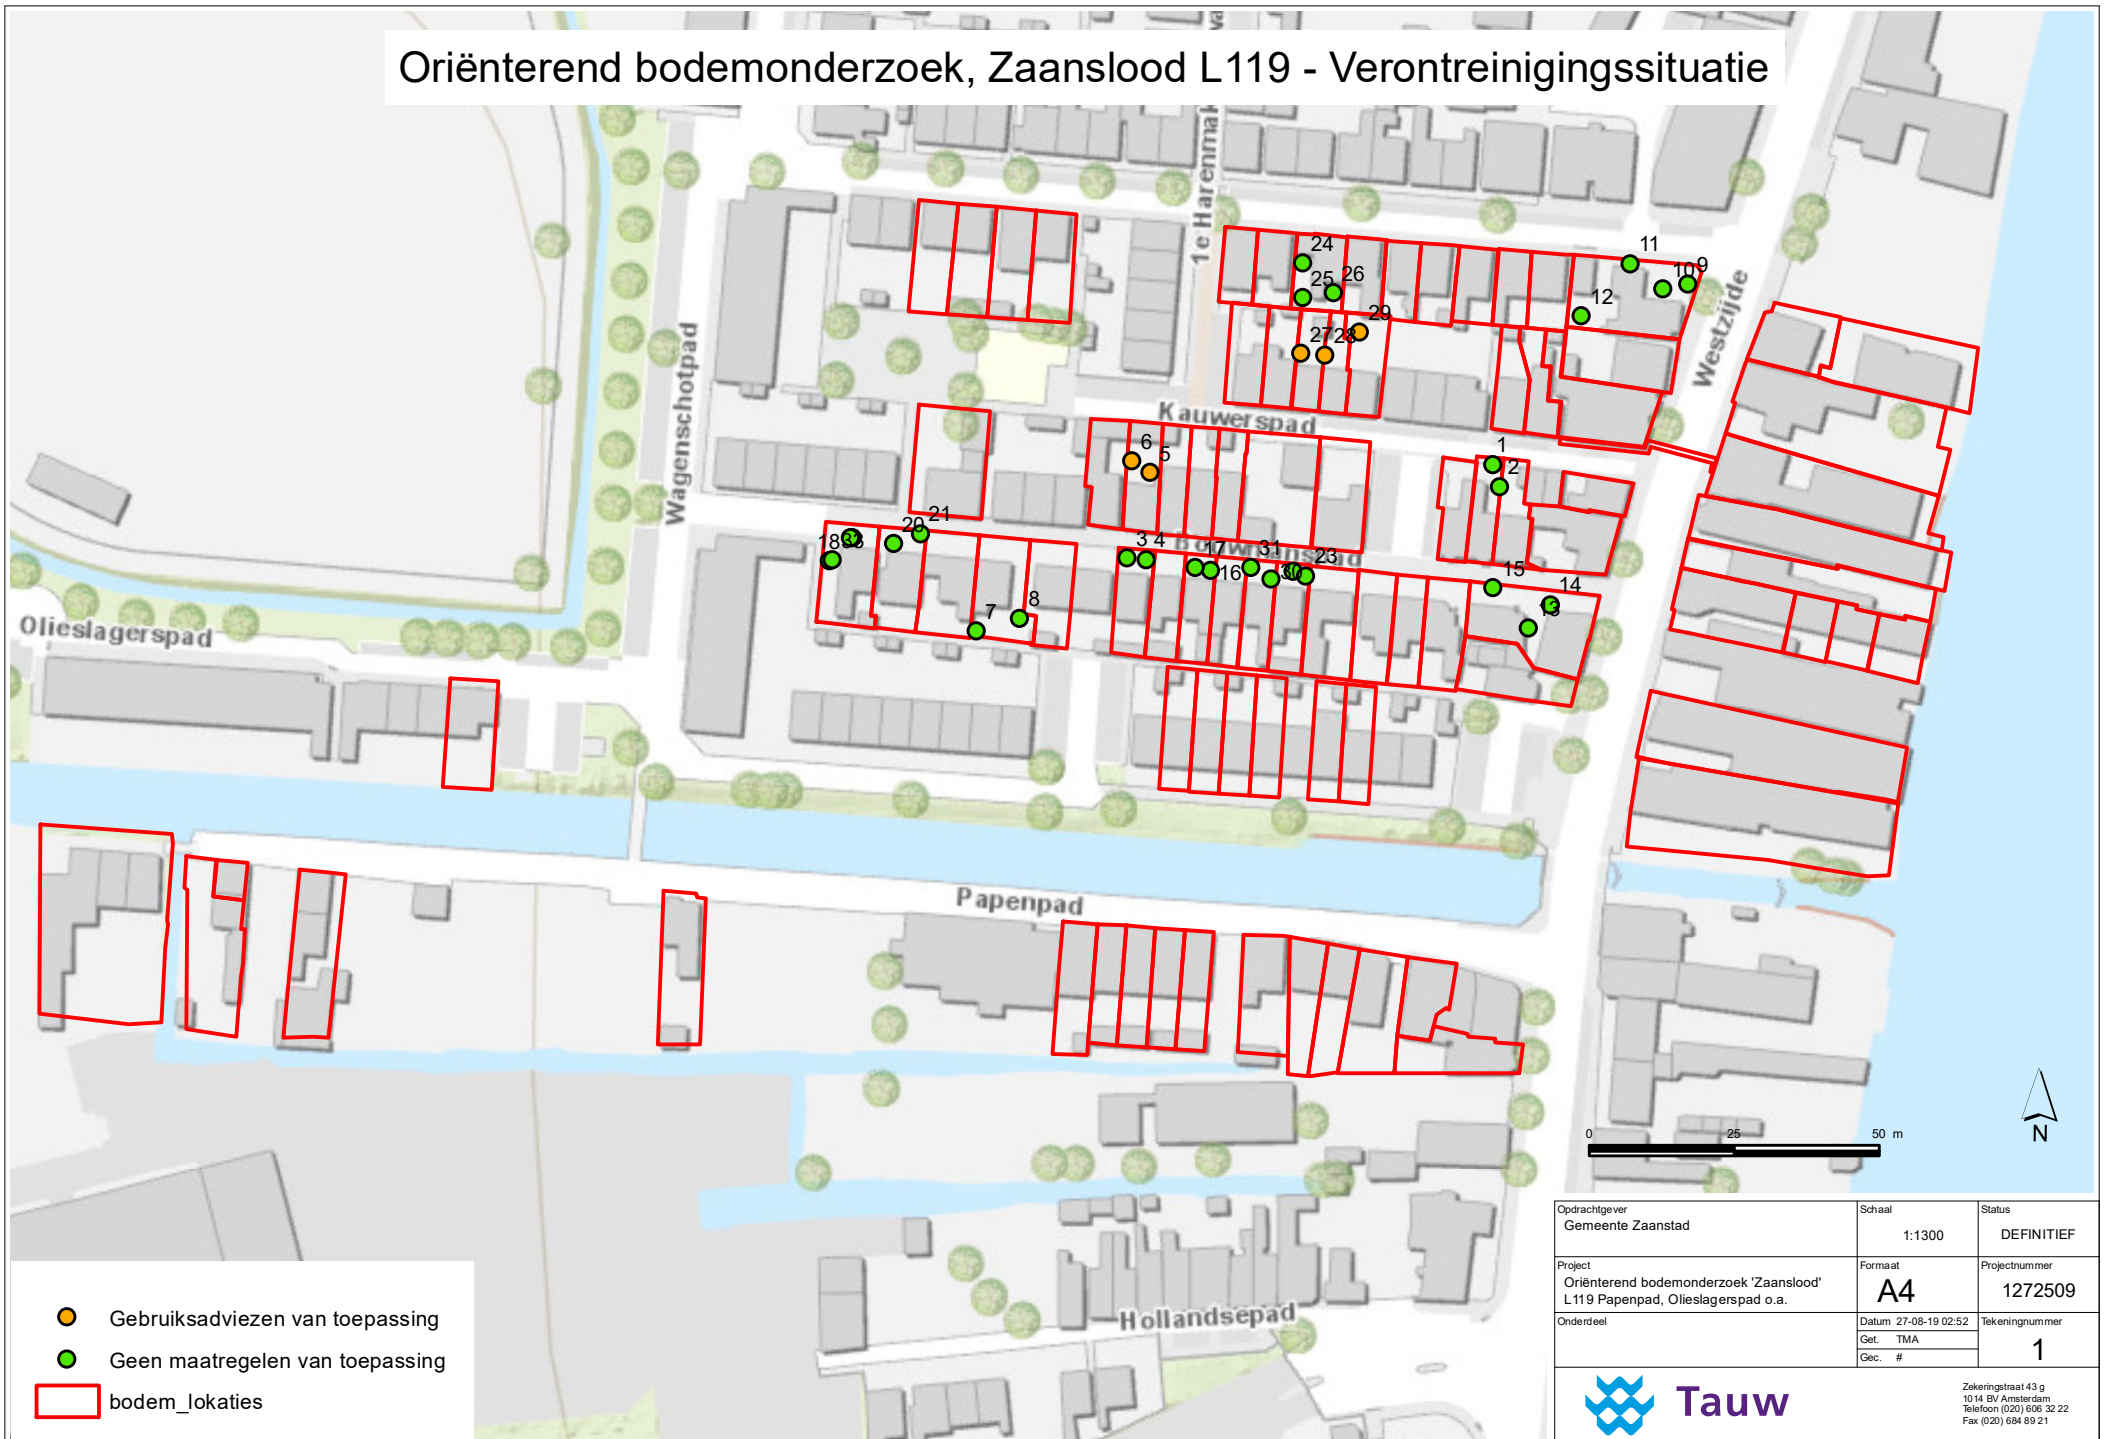 Oriënterend bodemonderzoek, Zaanslood L119 - Verontreinigingssituatie
1e Harenmak
Westzijde
Wagenschotpad
Kauwerspad
Olieslagerspad
Papenpad
Hollandsepad
24
25
26
11
10
9
12
29
27
28
6
5
1
2
21
20
18
33
3
4
17
16
31
30
23
15
14
13
7
8
0
25
50 m
N
Gebruiksadviezen van toepassing
Geen maatregelen van toepassing
bodem_lokaties
Opdrachtgever
Gemeente Zaanstad
Schaal
1:1300
Status
DEFINITIEF
Project
Oriënterend bodemonderzoek 'Zaanslood'
L119 Papenpad, Olieslagerspad o.a.
Formaat
A4
Projectnummer
1272509
Onderdeel
Datum 27-08-19 02:52
Get. TMA
Gec. #
Tekeningnummer
1
Tauw
Zekeringstraat 43 g
1014 BV Amsterdam
Telefoon (020) 606 32 22
Fax (020) 684 89 21